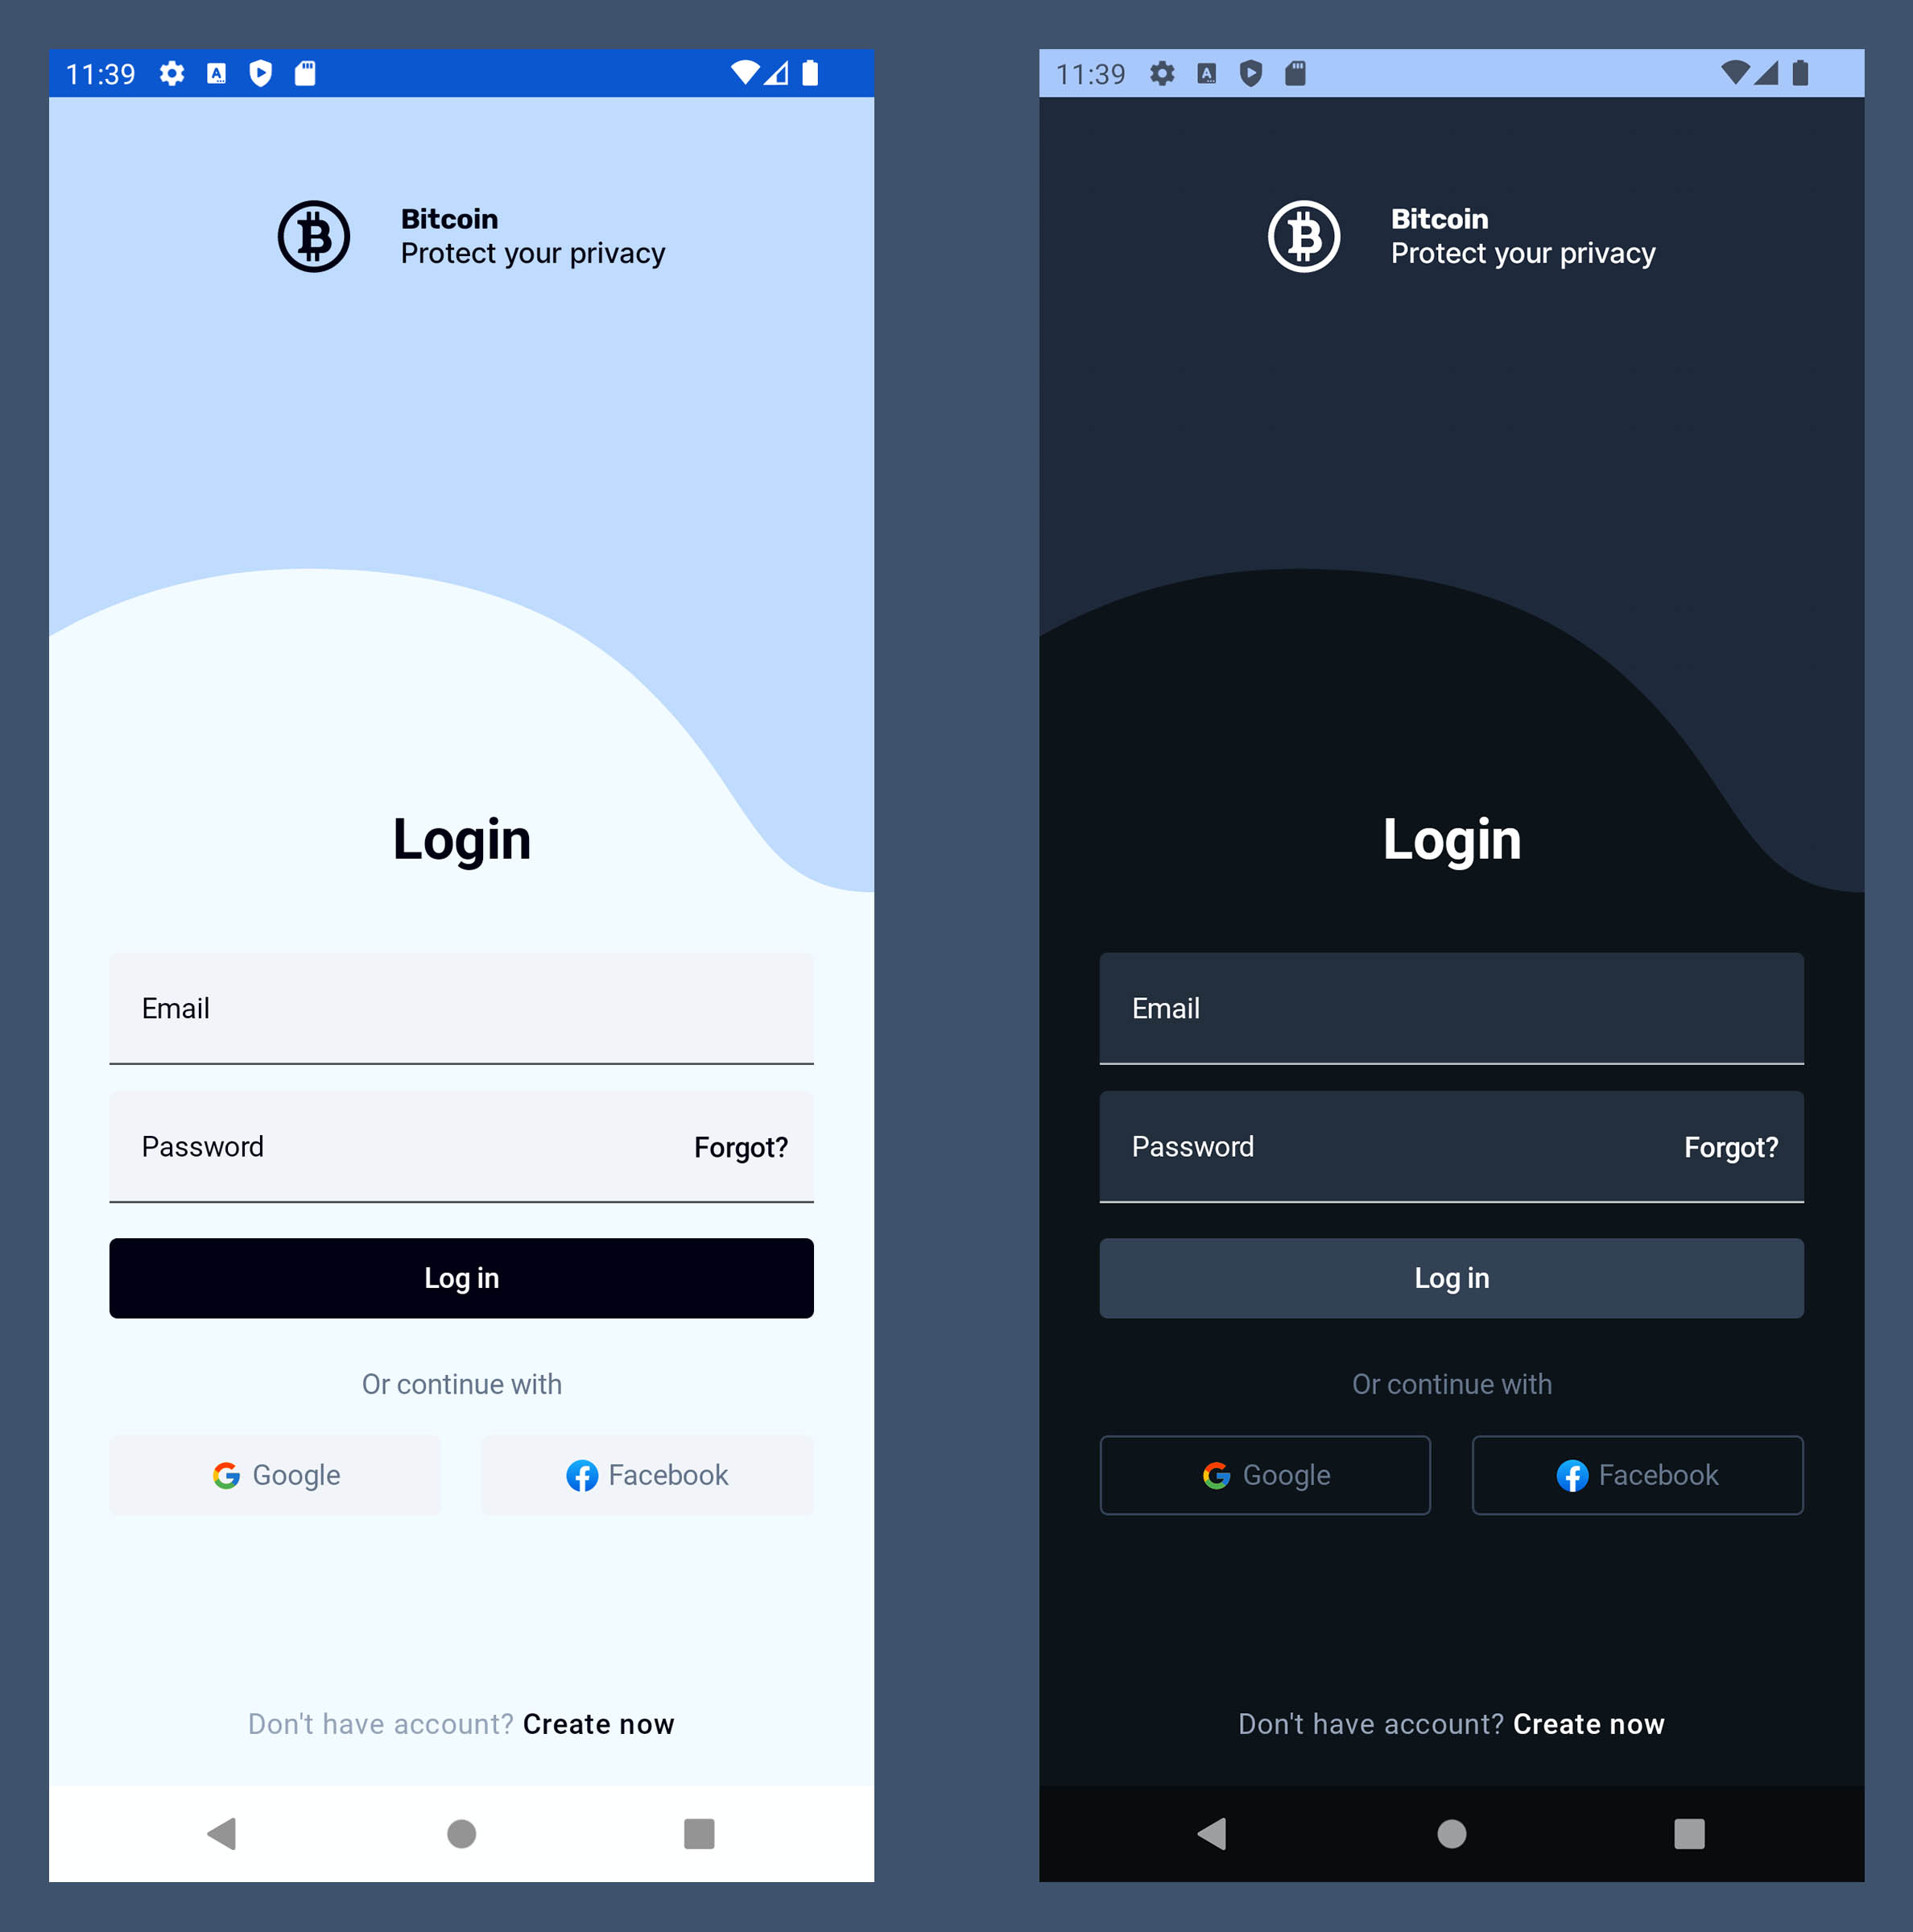 11:39
Bitcoin
Protect your privacy
Login
Email
Password Forgot?
Log in
Or continue with
Google Facebook
Don't have account? Create now
11:39
Bitcoin
Protect your privacy
Login
Email
Password Forgot?
Log in
Or continue with
Google Facebook
Don't have account? Create now